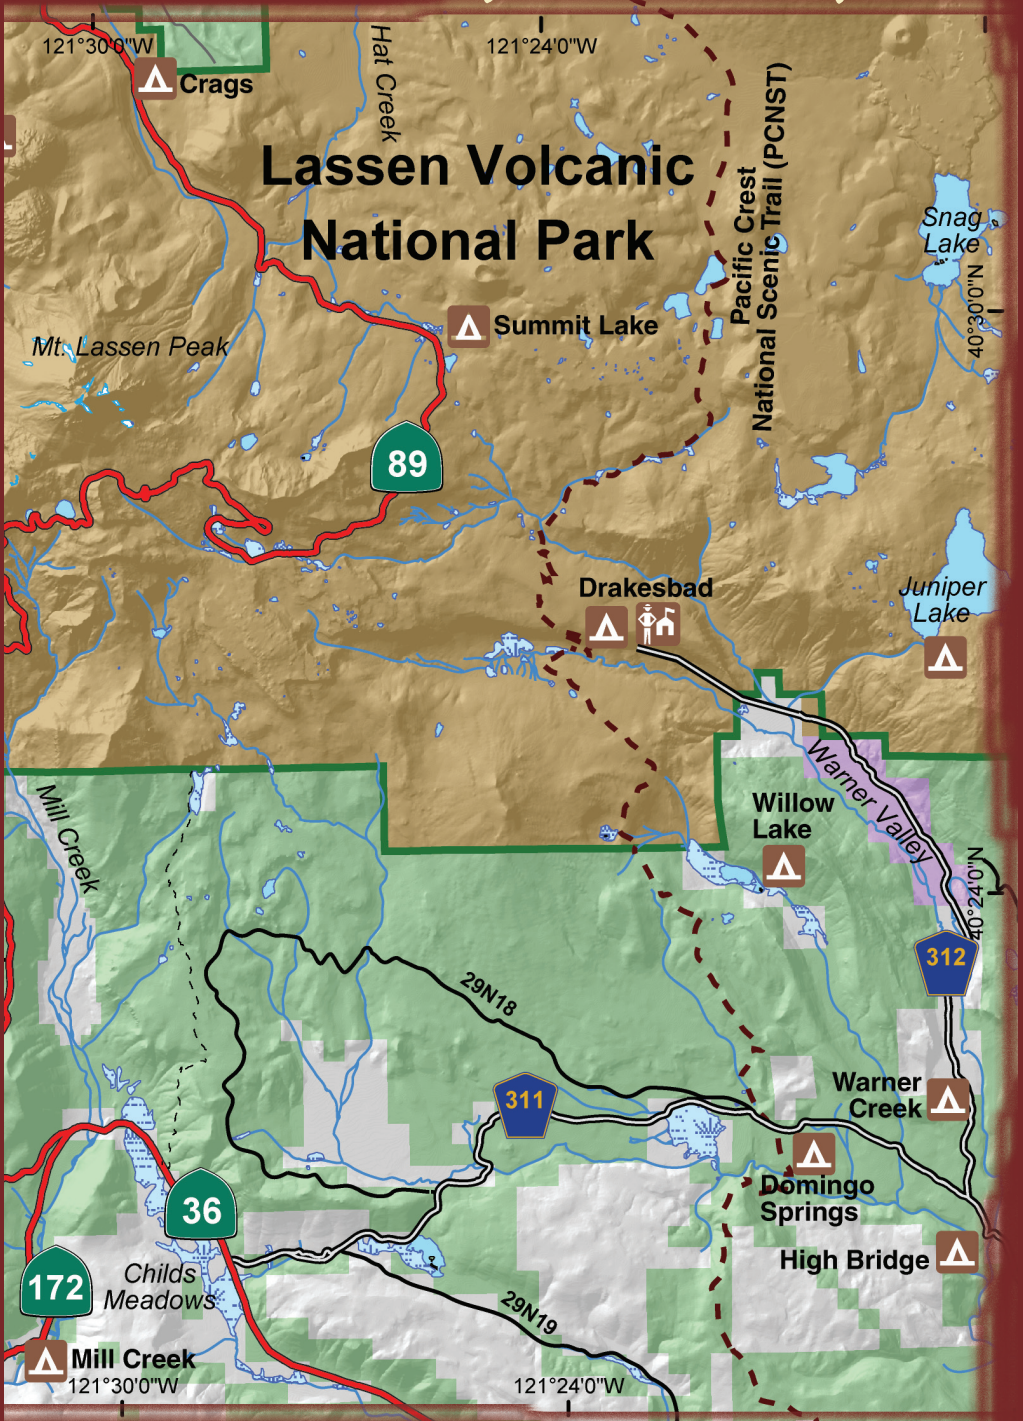 121°30'0"W
121°24'0"W
Crags
Hat Creek
Lassen Volcanic
National Park
Pacific Crest
National Scenic Trail (PCNST)
Snag
Lake
40°30'0"N
Summit Lake
Mt. Lassen Peak
89
Drakesbad
Juniper
Lake
Warner Valley
Mill Creek
Willow
Lake
40°24'0"N
312
29N18
311
Warner
Creek
Domingo
Springs
36
High Bridge
172
Childs
Meadows
29N19
Mill Creek
121°30'0"W
121°24'0"W